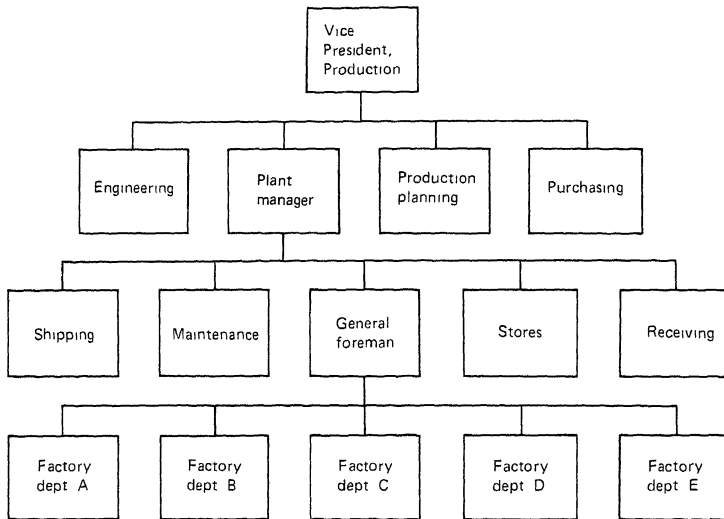 Vice
President,
Production
Engineering
Plant
manager
Production
planning
Purchasing
Shipping
Maintenance
General
foreman
Stores
Receiving
Factory
dept A
Factory
dept B
Factory
dept C
Factory
dept D
Factory
dept E